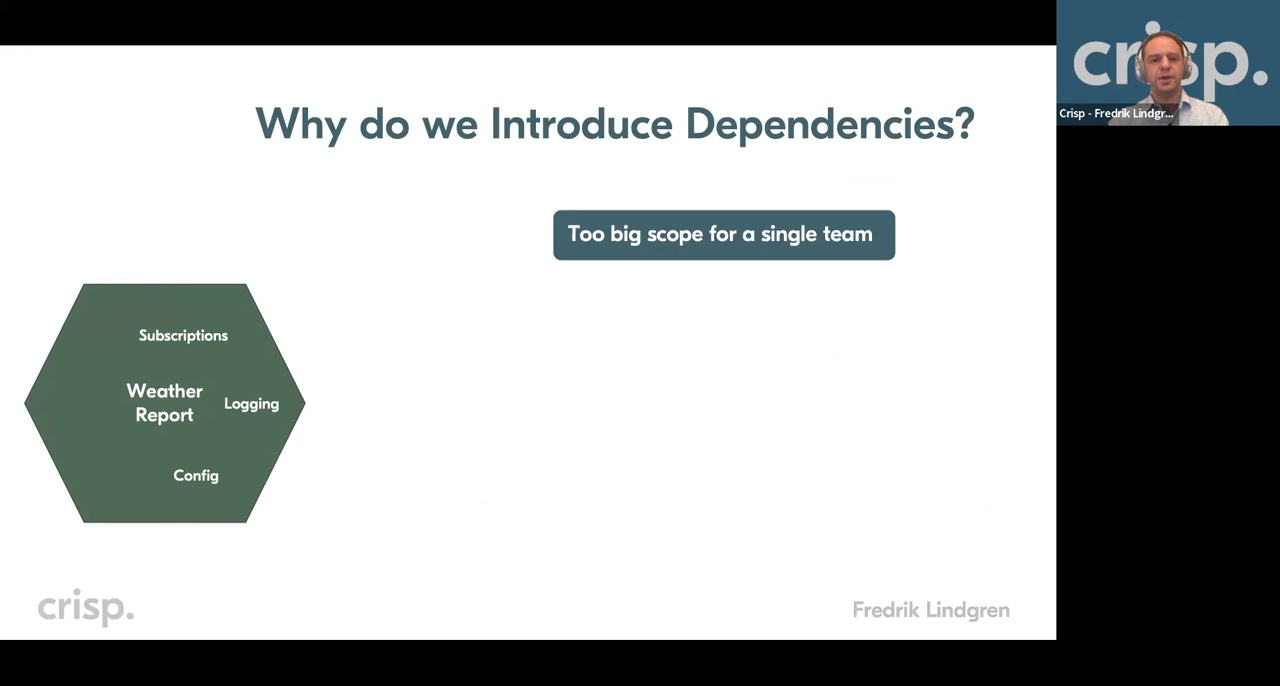 crisp.
Crisp - Fredrik Lindgr...
Why do we Introduce Dependencies?
Too big scope for a single team
Subscriptions
Weather
Report
Logging
Config
crisp.
Fredrik Lindgren